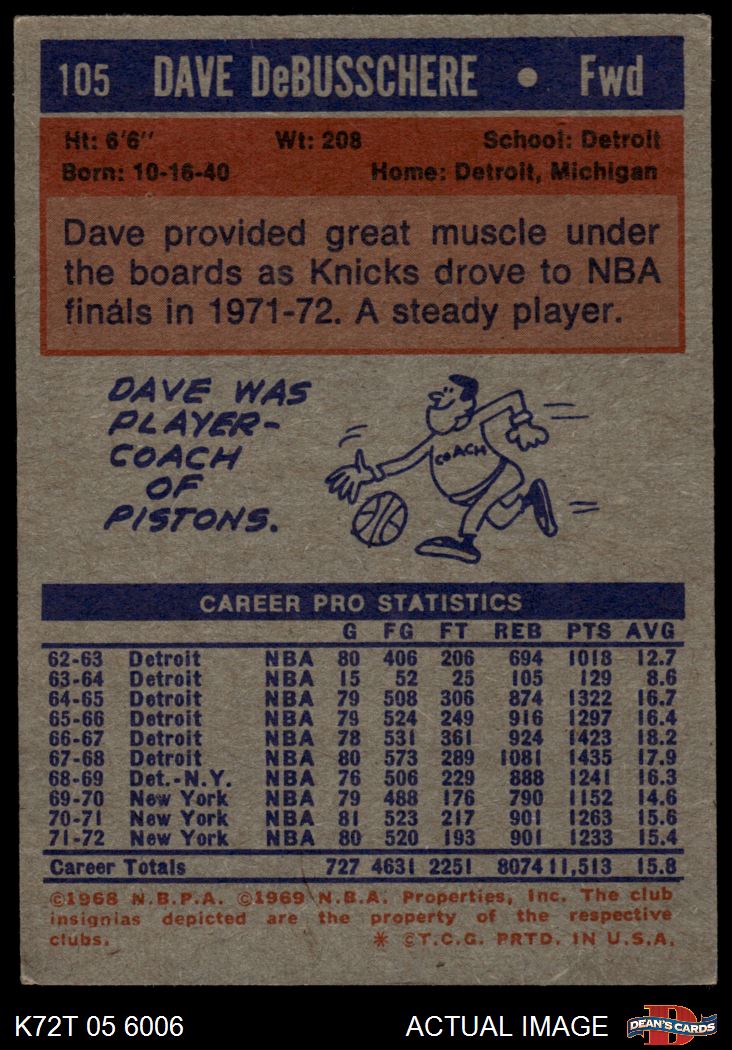 105 DAVE DeBUSSCHERE • Fwd
Ht: 6'6" Wt: 208 School: Detroit
Born: 10-16-40 Home: Detroit, Michigan
Dave provided great muscle under
the boards as Knicks drove to NBA
finals in 1971-72. A steady player.
DAVE WAS
PLAYER-
COACH
OF
PISTONS.
COACH
CAREER PRO STATISTICS
G FG FT REB PTS AVG
62-63 Detroit NBA 80 406 206 694 1018 12.7
63-64 Detroit NBA 15 52 25 105 129 8.6
64-65 Detroit NBA 79 508 306 874 1322 16.7
65-66 Detroit NBA 79 524 249 916 1297 16.4
66-67 Detroit NBA 78 531 361 924 1423 18.2
67-68 Detroit NBA 80 573 289 1081 1435 17.9
68-69 Det.-N.Y. NBA 76 506 229 888 1241 16.3
69-70 New York NBA 79 488 176 790 1152 14.6
70-71 New York NBA 81 523 217 901 1263 15.6
71-72 New York NBA 80 520 193 901 1233 15.4
Career Totals 727 4631 2251 8074 11,513 15.8
©1968 N.B.P.A. ©1969 N.B.A. Properties, Inc. The club
insignias depicted are the property of the respective
clubs. * ©T.C.G. PRTD. IN U.S.A.
K72T 05 6006 ACTUAL IMAGE DEAN'S CARDS